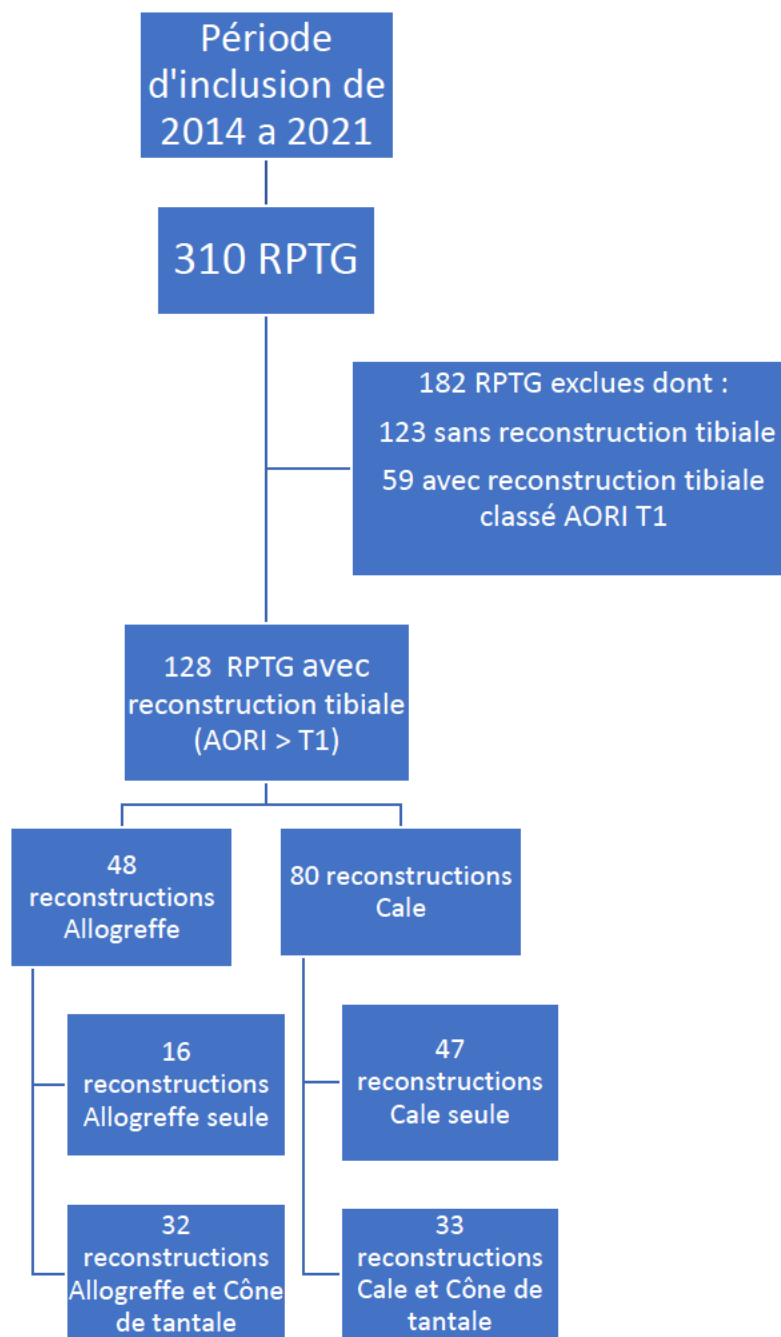 Période
d'inclusion de
2014 a 2021
310 RPTG
182 RPTG exclues dont :
123 sans reconstruction tibiale
59 avec reconstruction tibiale
classé AORI T1
128 RPTG avec
reconstruction tibiale
(AORI > T1)
48
reconstructions
Allogreffe
80 reconstructions
Cale
16
reconstructions
Allogreffe seule
47
reconstructions
Cale seule
32
reconstructions
Allogreffe et Cône
de tantale
33
reconstructions
Cale et Cône de
tantale